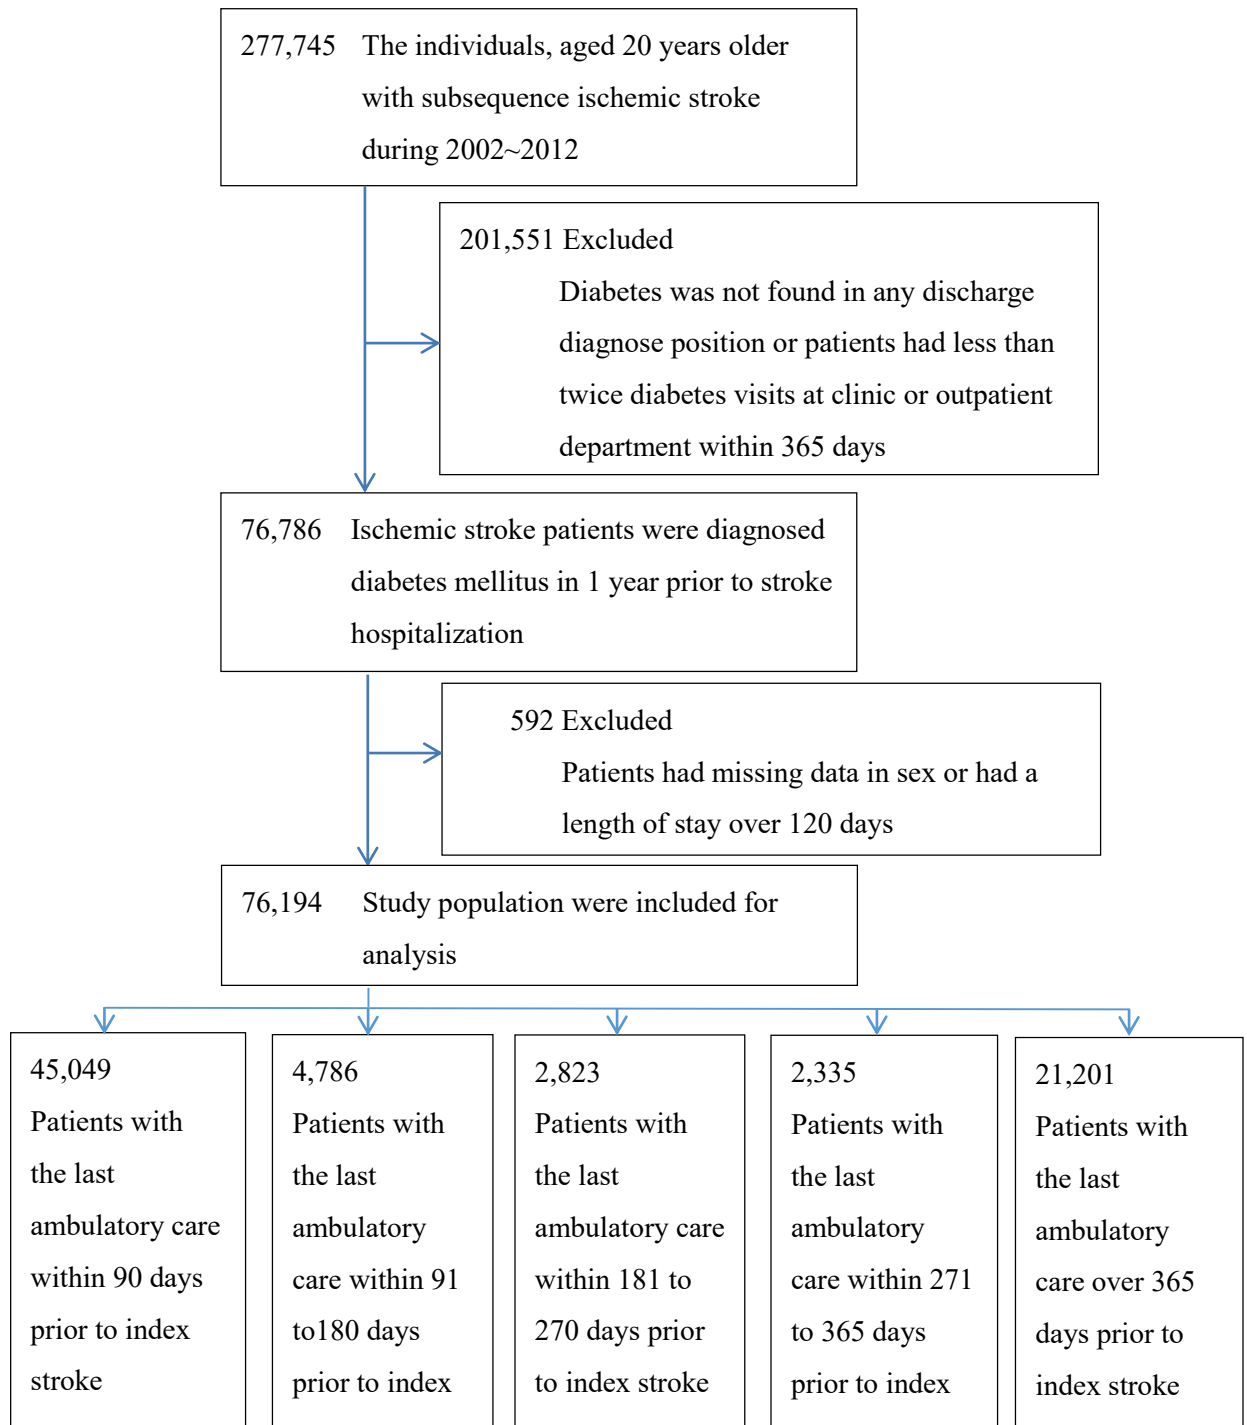 277,745 The individuals, aged 20 years older
with subsequence ischemic stroke
during 2002~2012
201,551 Excluded
Diabetes was not found in any discharge
diagnose position or patients had less than
twice diabetes visits at clinic or outpatient
department within 365 days
76,786 Ischemic stroke patients were diagnosed
diabetes mellitus in 1 year prior to stroke
hospitalization
592 Excluded
Patients had missing data in sex or had a
length of stay over 120 days
76,194 Study population were included for
analysis
45,049
Patients with
the last
ambulatory care
within 90 days
prior to index
stroke
4,786
Patients with
the last
ambulatory
care within 91
to180 days
prior to index
2,823
Patients with
the last
ambulatory care
within 181 to
270 days prior
to index stroke
2,335
Patients with
the last
ambulatory
care within 271
to 365 days
prior to index
21,201
Patients with
the last
ambulatory
care over 365
days prior to
index stroke